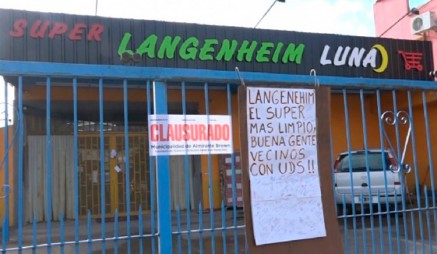 SUPER LANGENHEIM LUNA
CLAUSURADO
Municipalidad de Almirante Brown
LANGENEHIM
EL SUPER
MAS LIMPIO,
BUENA GENTE
VECINOS
CON UDS!!